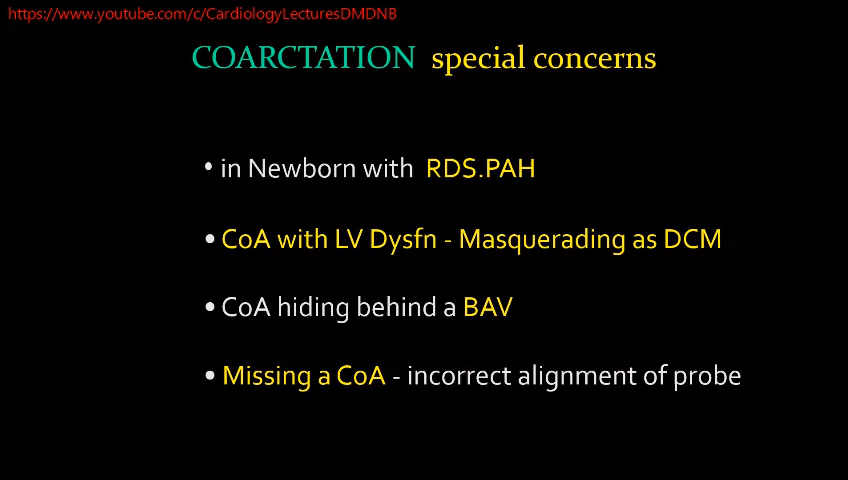 https://www.youtube.com/c/CardiologyLecturesDMDNB
COARCTATION special concerns
• in Newborn with RDS.PAH
• CoA with LV Dysfn - Masquerading as DCM
• CoA hiding behind a BAV
• Missing a CoA - incorrect alignment of probe